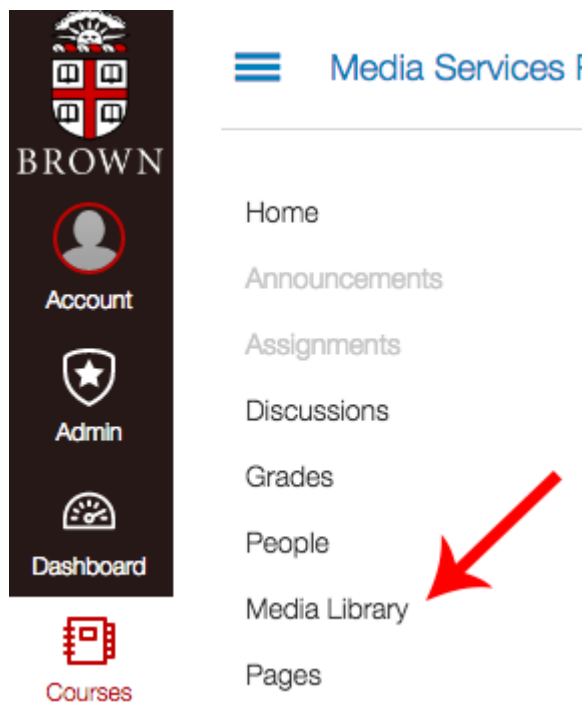 BROWN
Account
Admin
Dashboard
Courses
Media Services
Home
Announcements
Assignments
Discussions
Grades
People
Media Library
Pages